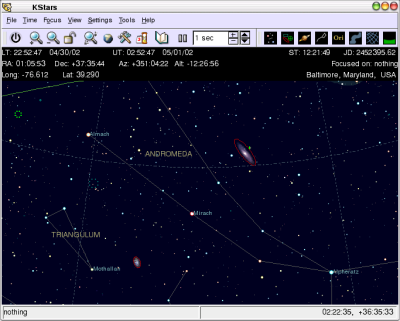 KStars
File Time Focus View Settings Tools Help
1 sec Ori
LT: 22:52:47 04/30/02 UT: 02:52:47 05/01/02 ST: 12:21:49 JD: 2452395.62
RA: 01:05:53 Dec: +37:35:44 Az: +351:04:22 Alt: -12:26:56 Focused on: nothing
Long: -76.612 Lat 39.290 Baltimore, Maryland, USA
Almach
ANDROMEDA
Mirach
TRIANGULUM
Mothallah
Alpheratz
nothing 02:22:35, +36:35:33